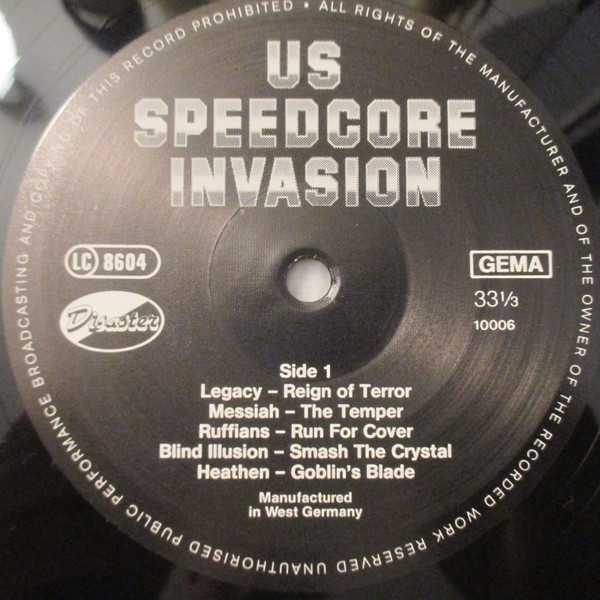 ALL RIGHTS OF THE MANUFACTURER AND OF THE OWNER OF THE RECORDED WORK RESERVED UNAUTHORISED PUBLIC PERFORMANCE BROADCASTING AND COPYING OF THIS RECORD PROHIBITED •
US
SPEEDCORE
INVASION
LC 8604
GEMA
Disaster
33⅓
10006
Side 1
Legacy – Reign of Terror
Messiah – The Temper
Ruffians – Run For Cover
Blind Illusion – Smash The Crystal
Heathen – Goblin's Blade
Manufactured
in West Germany